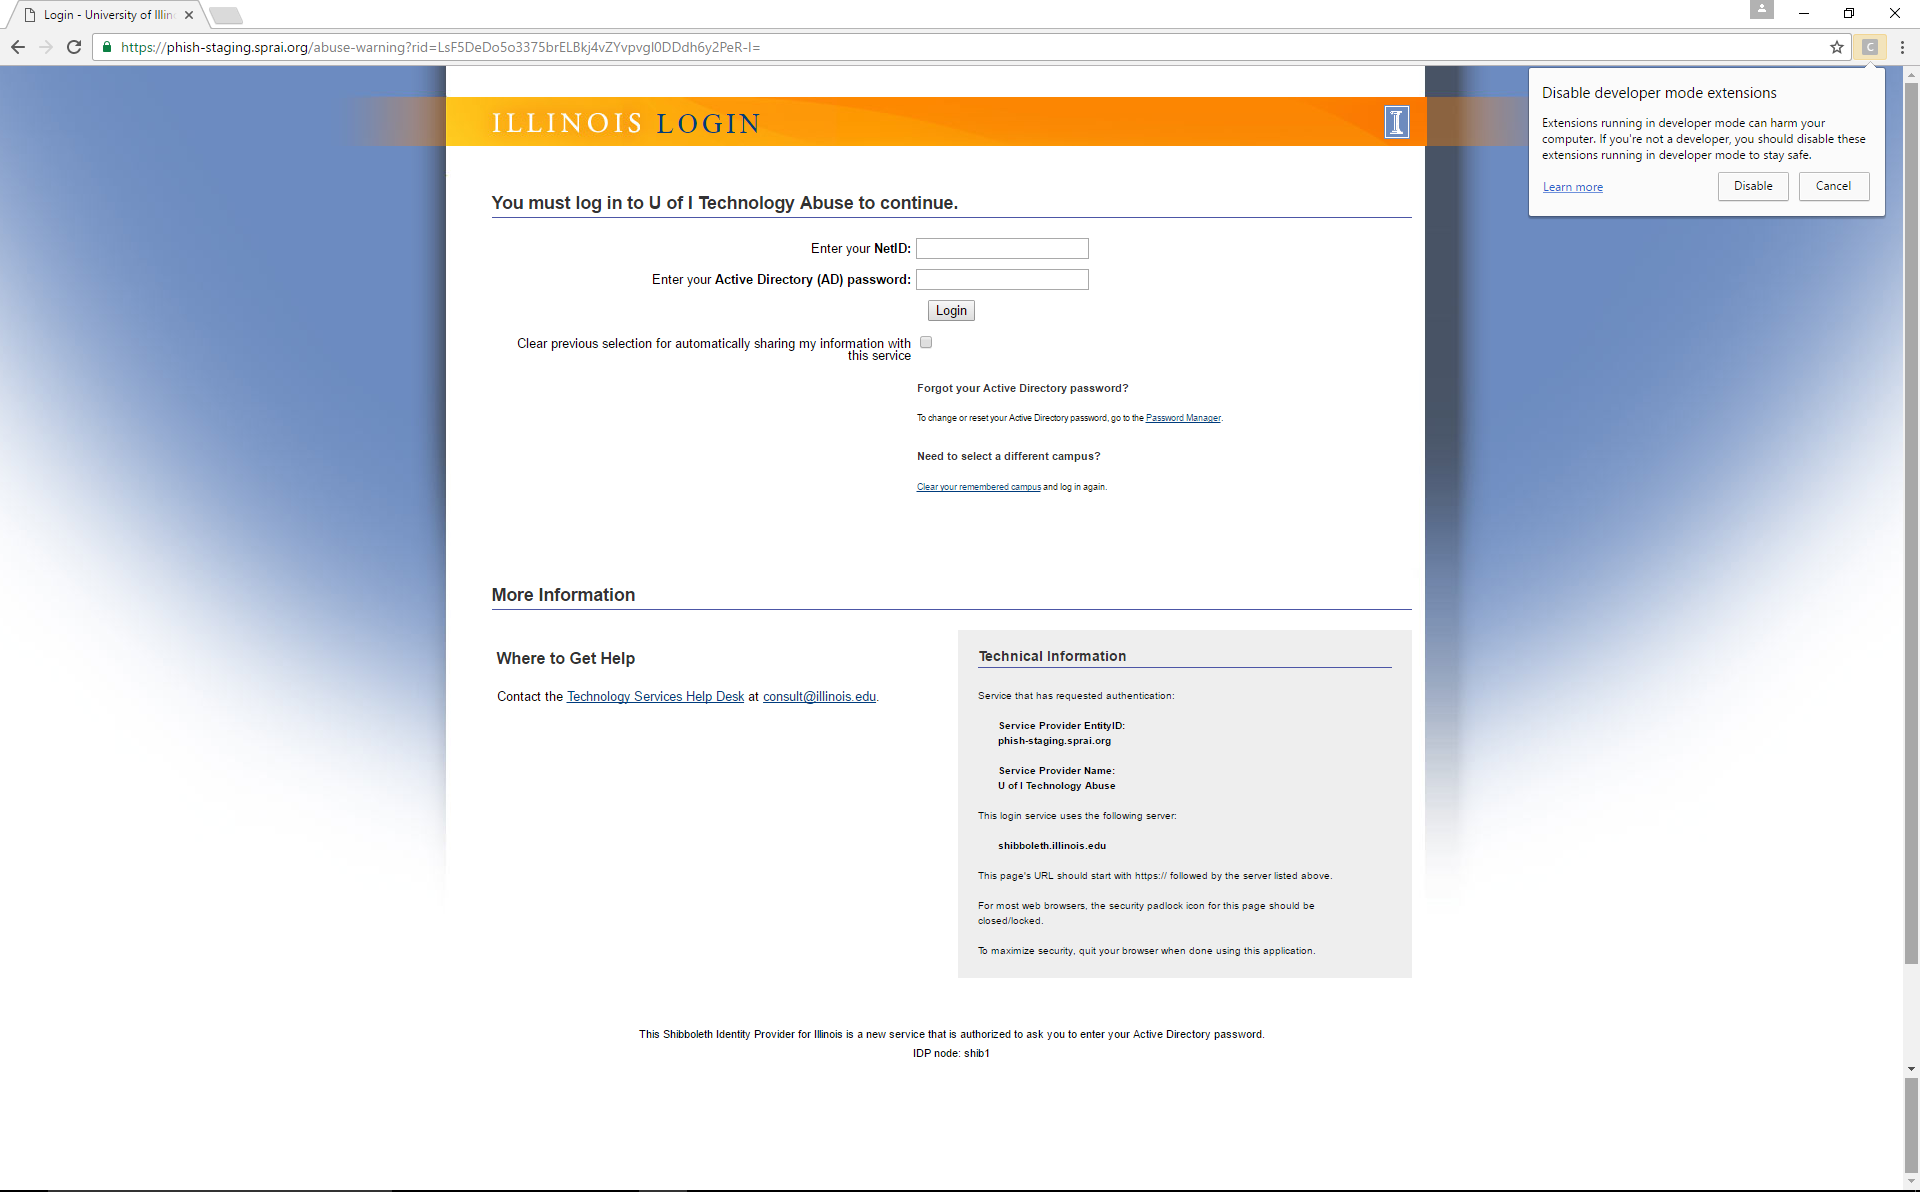 Login - University of Illin
https://phish-staging.sprai.org/abuse-warning?rid=LsF5DeDo5o3375brELBkj4vZYvpvgl0DDdh6y2PeR-I=
C
Disable developer mode extensions
Extensions running in developer mode can harm your
computer. If you're not a developer, you should disable these
extensions running in developer mode to stay safe.
Learn more
Disable
Cancel
ILLINOIS LOGIN
I
You must log in to U of I Technology Abuse to continue.
Enter your NetID:
Enter your Active Directory (AD) password:
Login
Clear previous selection for automatically sharing my information with
this service
Forgot your Active Directory password?
To change or reset your Active Directory password, go to the Password Manager.
Need to select a different campus?
Clear your remembered campus and log in again.
More Information
Where to Get Help
Contact the Technology Services Help Desk at consult@illinois.edu.
Technical Information
Service that has requested authentication:
Service Provider EntityID:
phish-staging.sprai.org
Service Provider Name:
U of I Technology Abuse
This login service uses the following server:
shibboleth.illinois.edu
This page's URL should start with https:// followed by the server listed above.
For most web browsers, the security padlock icon for this page should be
closed/locked.
To maximize security, quit your browser when done using this application.
This Shibboleth Identity Provider for Illinois is a new service that is authorized to ask you to enter your Active Directory password.
IDP node: shib1